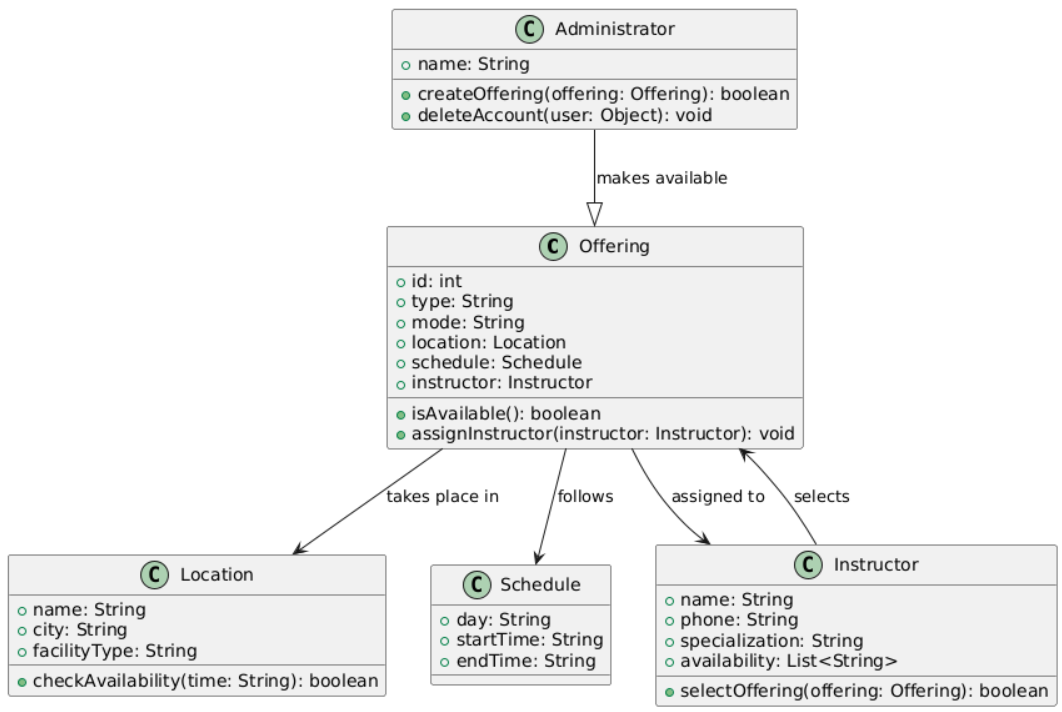 C Administrator
name: String
createOffering(offering: Offering): boolean
deleteAccount(user: Object): void
makes available
C Offering
id: int
type: String
mode: String
location: Location
schedule: Schedule
instructor: Instructor
isAvailable(): boolean
assignInstructor(instructor: Instructor): void
takes place in
follows
assigned to
selects
C Location
name: String
city: String
facilityType: String
checkAvailability(time: String): boolean
C Schedule
day: String
startTime: String
endTime: String
C Instructor
name: String
phone: String
specialization: String
availability: List<String>
selectOffering(offering: Offering): boolean